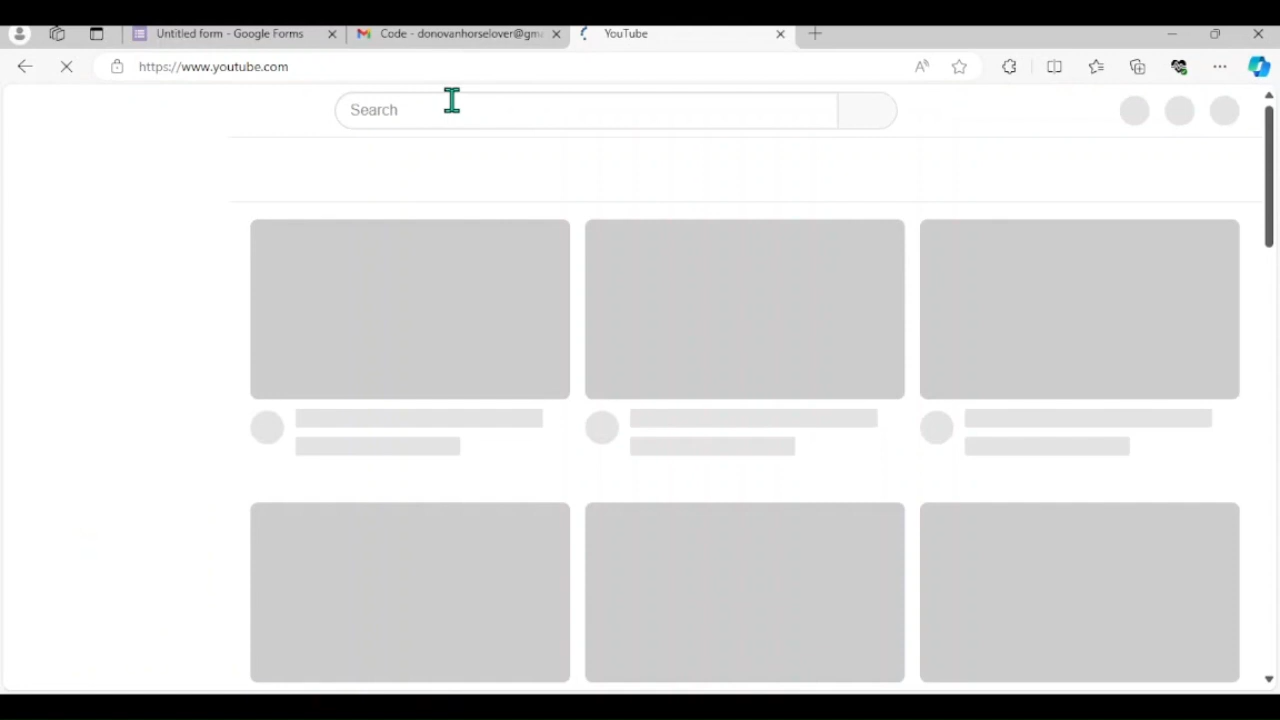 Untitled form - Google Forms
Code - donovanhorselover@gm
YouTube
https://www.youtube.com
Search